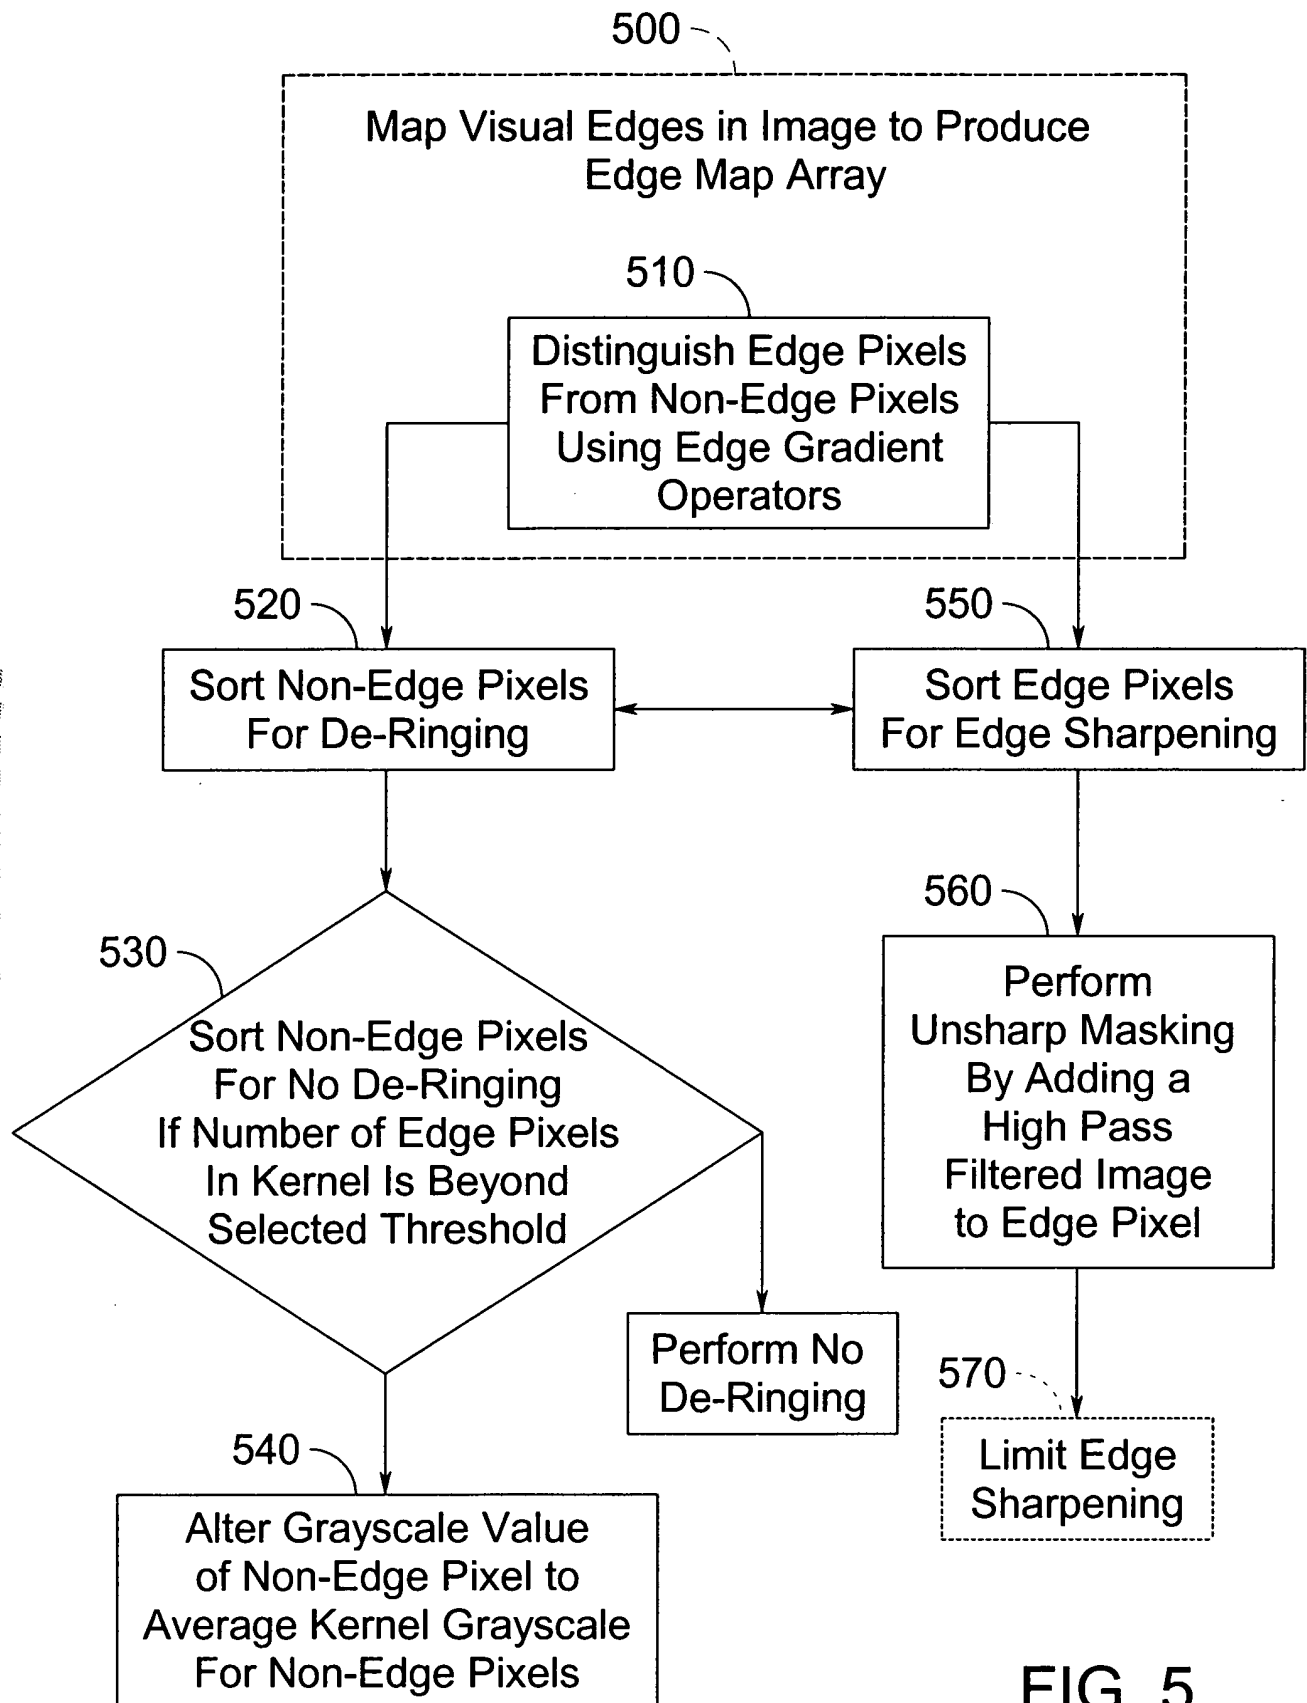 500
Map Visual Edges in Image to Produce
Edge Map Array
510
Distinguish Edge Pixels
From Non-Edge Pixels
Using Edge Gradient
Operators
520
Sort Non-Edge Pixels
For De-Ringing
550
Sort Edge Pixels
For Edge Sharpening
530
Sort Non-Edge Pixels
For No De-Ringing
If Number of Edge Pixels
In Kernel Is Beyond
Selected Threshold
560
Perform
Unsharp Masking
By Adding a
High Pass
Filtered Image
to Edge Pixel
Perform No
De-Ringing
570
Limit Edge
Sharpening
540
Alter Grayscale Value
of Non-Edge Pixel to
Average Kernel Grayscale
For Non-Edge Pixels
FIG. 5